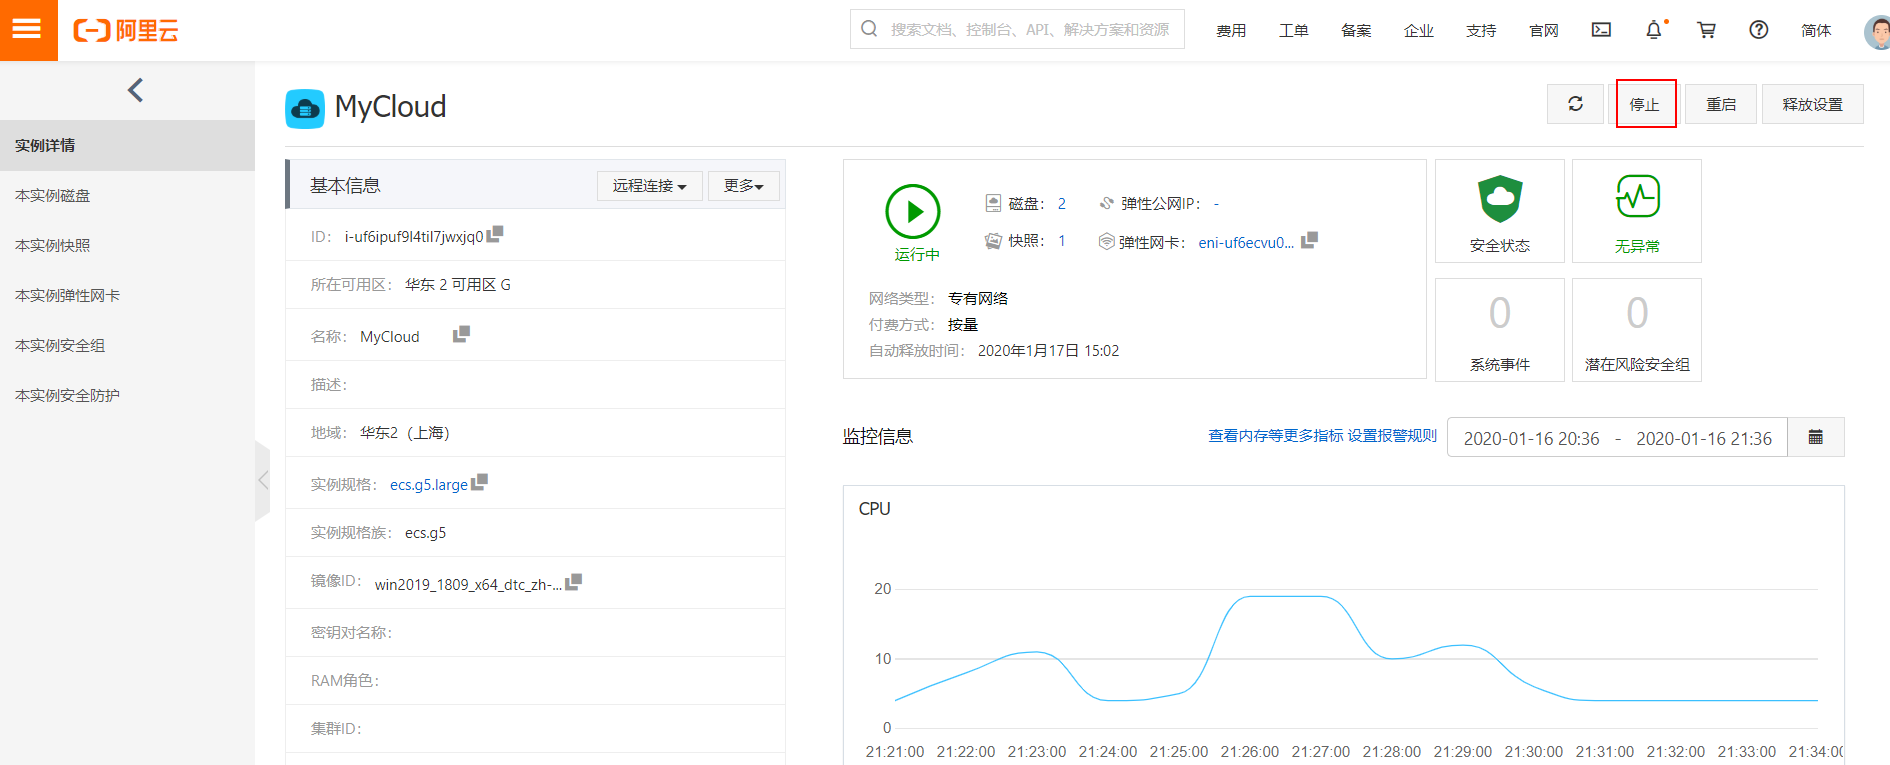 阿里云
搜索文档、控制台、API、解决方案和资源
费用 工单 备案 企业 支持 官网 简体
实例详情
本实例磁盘
本实例快照
本实例弹性网卡
本实例安全组
本实例安全防护
MyCloud
停止 重启 释放设置
基本信息 远程连接 更多
ID： i-uf6ipuf9l4til7jwxjq0
所在可用区： 华东 2 可用区 G
名称： MyCloud
描述：
地域： 华东2（上海）
实例规格： ecs.g5.large
实例规格族： ecs.g5
镜像ID： win2019_1809_x64_dtc_zh-...
密钥对名称：
RAM角色：
集群ID：
运行中
磁盘： 2 弹性公网IP： -
快照： 1 弹性网卡： eni-uf6ecvu0...
网络类型： 专有网络
付费方式： 按量
自动释放时间： 2020年1月17日 15:02
安全状态
无异常
0
系统事件
0
潜在风险安全组
监控信息 查看内存等更多指标 设置报警规则 2020-01-16 20:36 - 2020-01-16 21:36
CPU
20
10
0
21:21:00 21:22:00 21:23:00 21:24:00 21:25:00 21:26:00 21:27:00 21:28:00 21:29:00 21:30:00 21:31:00 21:32:00 21:33:00 21:34:00